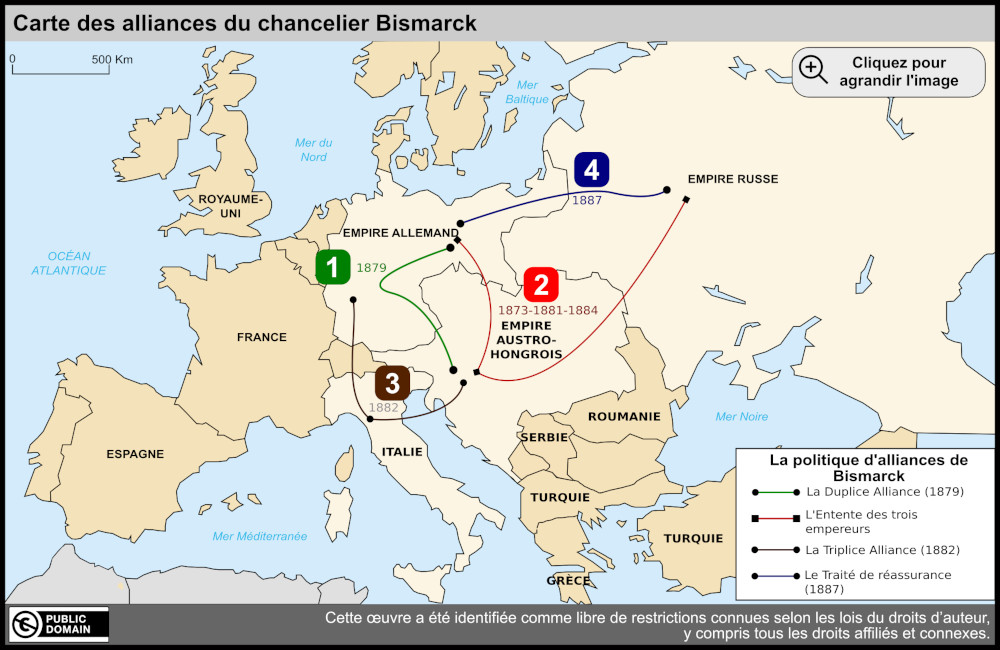 Carte des alliances du chancelier Bismarck
0
500 Km
Cliquez pour
agrandir l'image
Mer
Baltique
Mer du
Nord
4
1887
EMPIRE RUSSE
ROYAUME-
UNI
EMPIRE ALLEMAND
OCÉAN
ATLANTIQUE
1
1879
2
1873-1881-1884
EMPIRE
AUSTRO-
HONGROIS
FRANCE
3
1882
ROUMANIE
Mer Noire
SERBIE
ITALIE
ESPAGNE
TURQUIE
Mer Méditerranée
TURQUIE
GRÈCE
La politique d'alliances de
Bismarck
La Duplice Alliance (1879)
L'Entente des trois
empereurs
La Triplice Alliance (1882)
Le Traité de réassurance
(1887)
PUBLIC
DOMAIN
Cette œuvre a été identifiée comme libre de restrictions connues selon les lois du droits d’auteur,
y compris tous les droits affiliés et connexes.